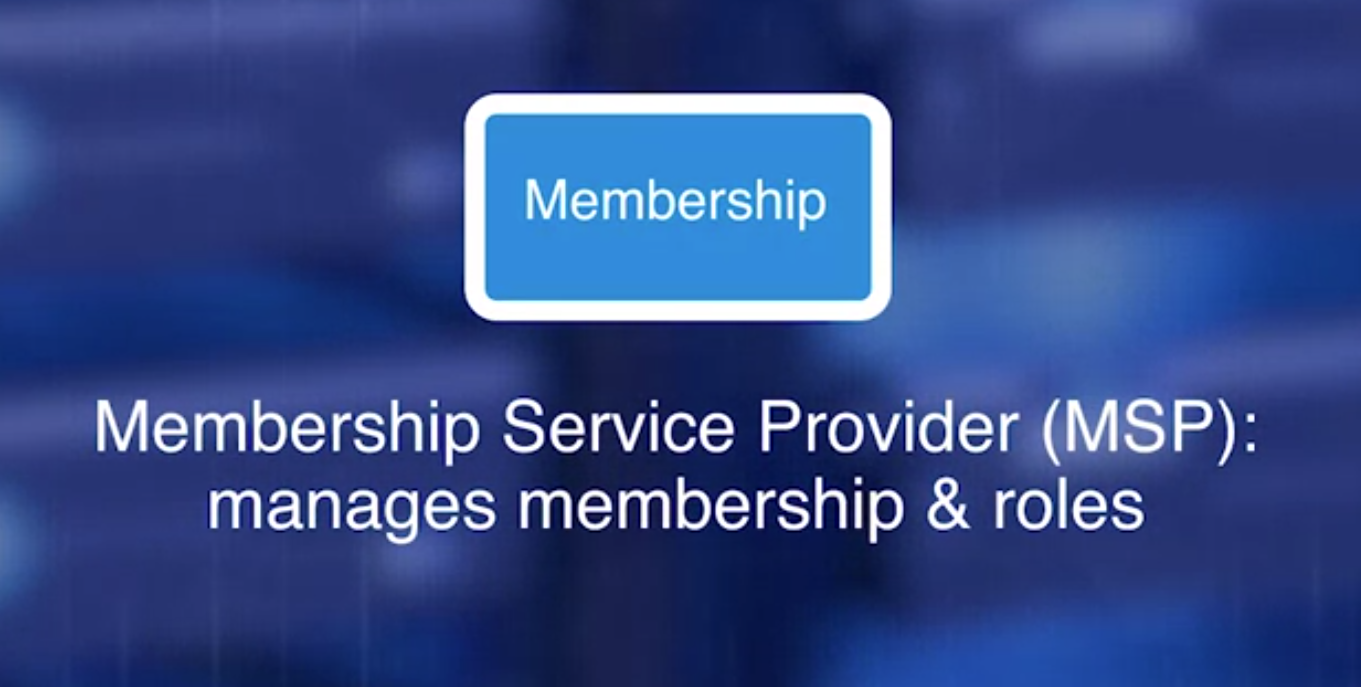 Membership
Membership Service Provider (MSP):
manages membership & roles